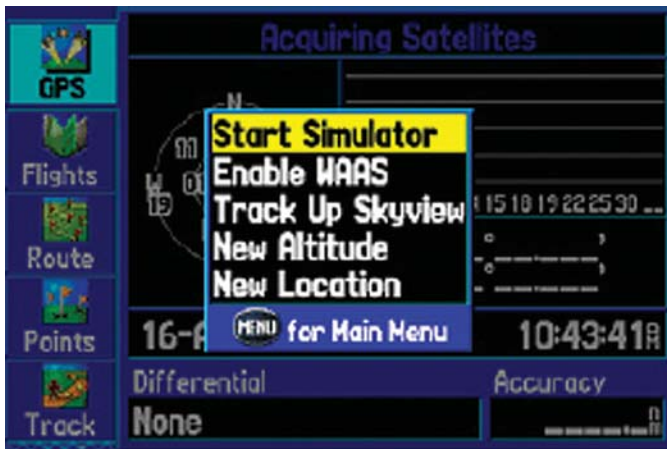 Acquiring Satellites
GPS
Flights
Route
Points
Track
N
W
11
19
Start Simulator
Enable WAAS
Track Up Skyview
New Altitude
New Location
MENU for Main Menu
15 18 19 22 25 30 __
10:43:41
Differential
None
Accuracy